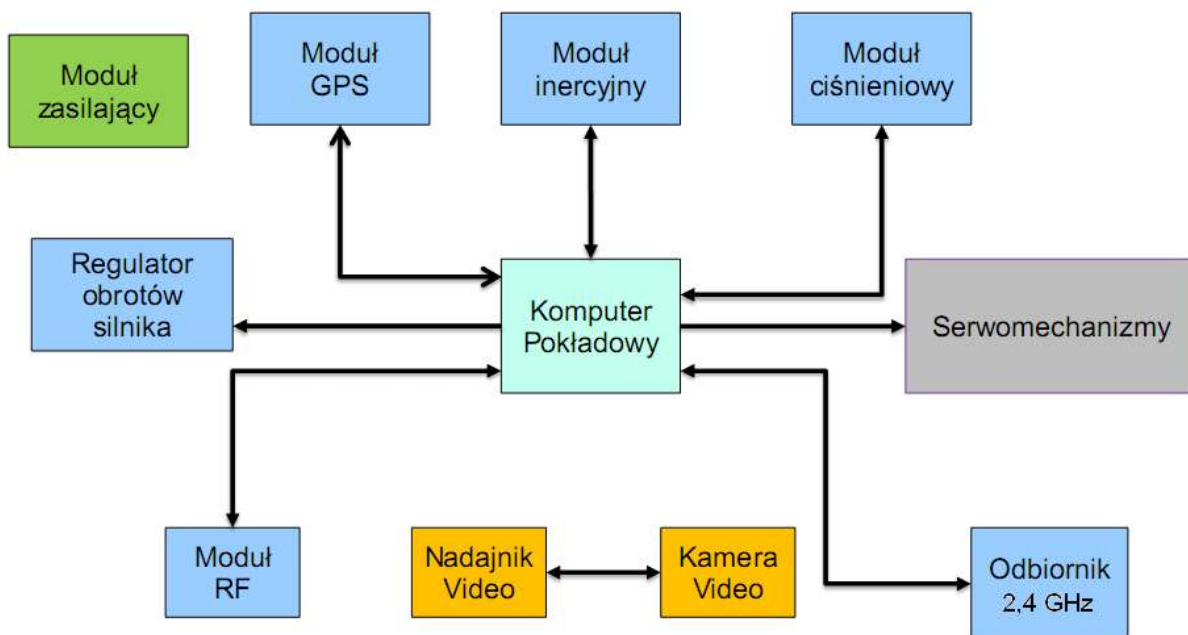 Moduł
zasilający
Moduł
GPS
Moduł
inercyjny
Moduł
ciśnieniowy
Regulator
obrotów
silnika
Komputer
Pokładowy
Serwomechanizmy
Moduł
RF
Nadajnik
Video
Kamera
Video
Odbiornik
2,4 GHz